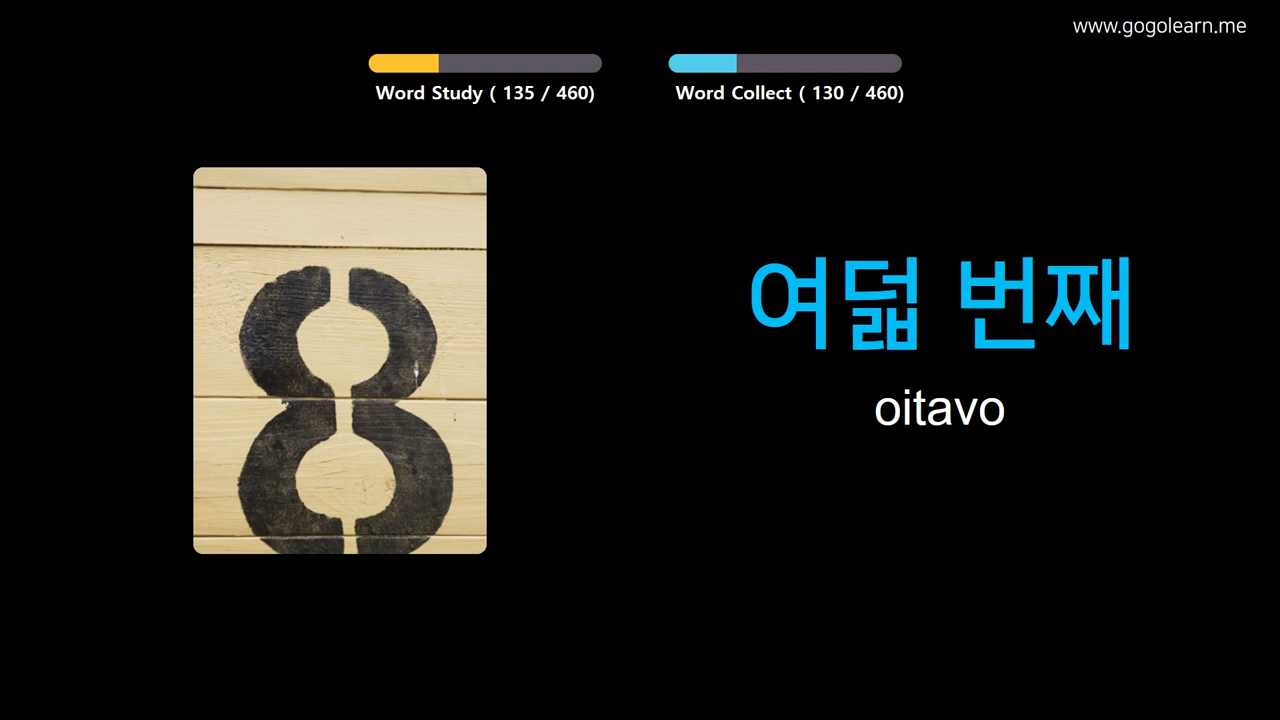 www.gogolearn.me
Word Study ( 135 / 460)
Word Collect ( 130 / 460)
8
여덟 번째
oitavo